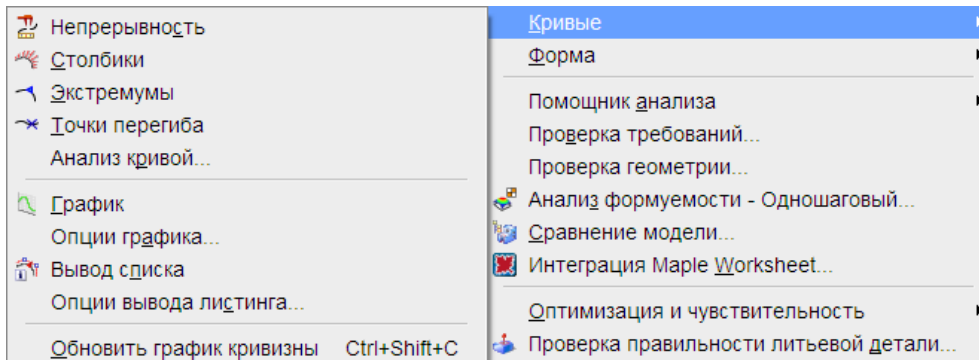 Непрерывность
Столбики
Экстремумы
Точки перегиба
Анализ кривой...
График
Опции графика...
Вывод списка
Опции вывода листинга...
Обновить график кривизны Ctrl+Shift+C
Кривые
Форма
Помощник анализа
Проверка требований...
Проверка геометрии...
Анализ формуемости - Одношаговый...
Сравнение модели...
Интеграция Maple Worksheet...
Оптимизация и чувствительность
Проверка правильности литьевой детали...